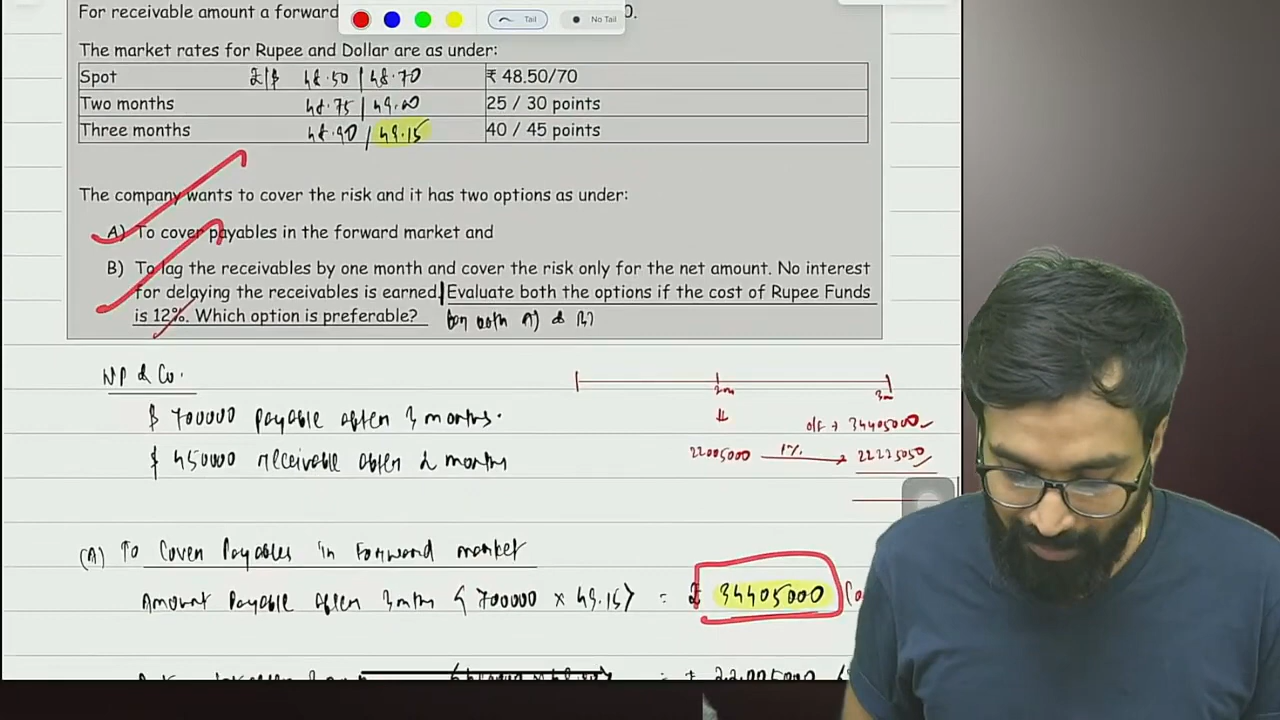 For receivable amount a forward 0.
Tail No Tail
The market rates for Rupee and Dollar are as under:
Spot ₹/$ 48.50 / 48.70 ₹ 48.50/70
Two months 48.75 / 49.00 25 / 30 points
Three months 48.90 / 49.15 40 / 45 points
The company wants to cover the risk and it has two options as under:
A) To cover payables in the forward market and
B) To lag the receivables by one month and cover the risk only for the net amount. No interest
for delaying the receivables is earned. Evaluate both the options if the cost of Rupee Funds
is 12%. Which option is preferable? for both A) & B)
NP & Co.
2m 3m
$ 700000 payable after 3 months.
O/F → 34405000
22005000 1% 22225050
$ 450000 receivable after 2 months
(A) To Cover Payables in Forward market
Amount Payable after 3mths {700000 × 49.15} = ₹ 34405000
= ₹ 22005000